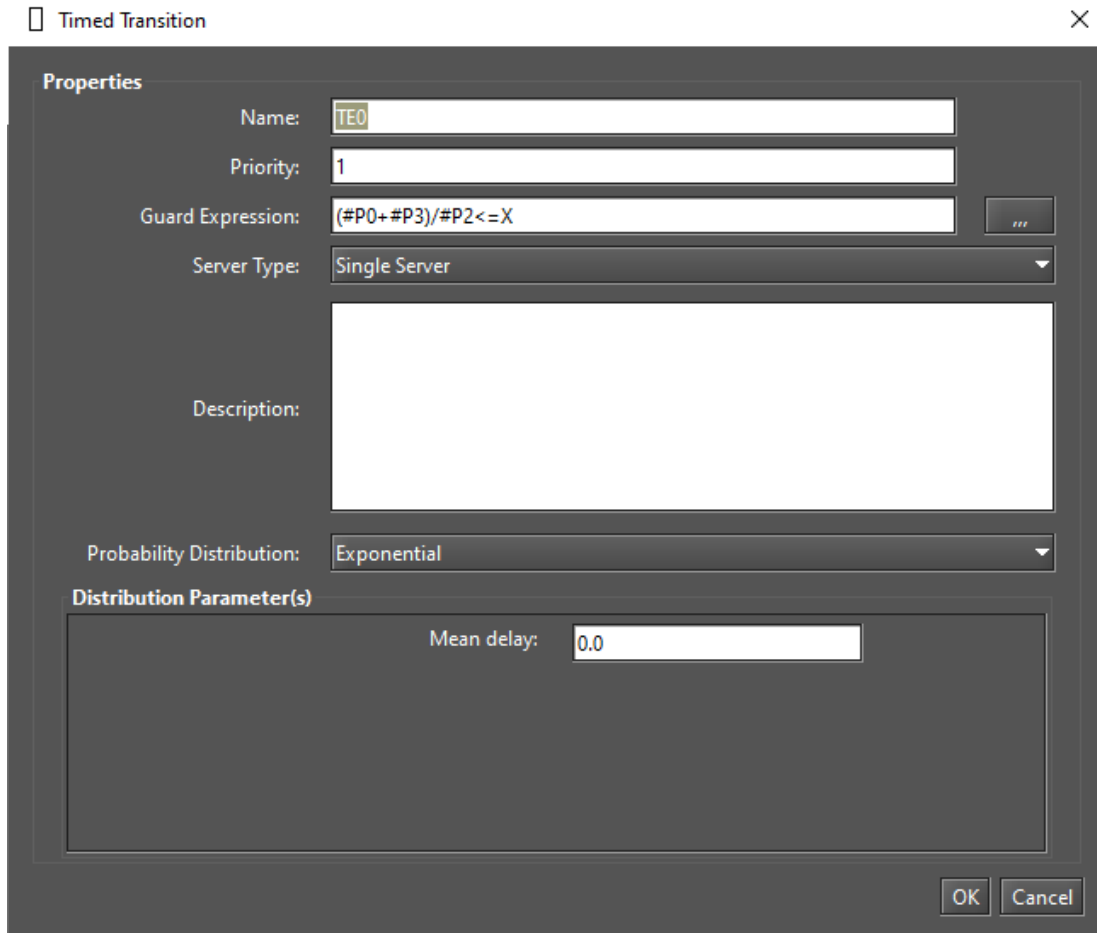 Timed Transition
Properties
Name: TE0
Priority: 1
Guard Expression: (#P0+#P3)/#P2<=X ,,,
Server Type: Single Server
Description:
Probability Distribution: Exponential
Distribution Parameter(s)
Mean delay: 0.0
OK Cancel